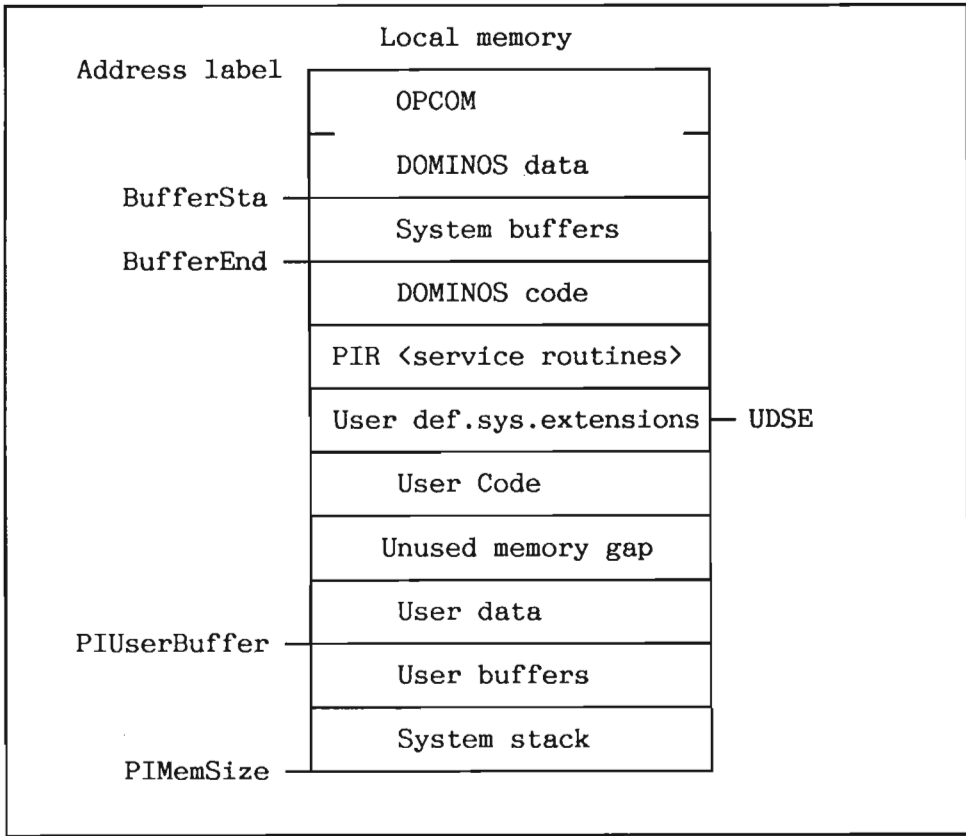 Local memory
Address label
OPCOM
DOMINOS data
BufferSta
System buffers
BufferEnd
DOMINOS code
PIR <service routines>
User def.sys.extensions UDSE
User Code
Unused memory gap
User data
PIUserBuffer
User buffers
System stack
PIMemSize